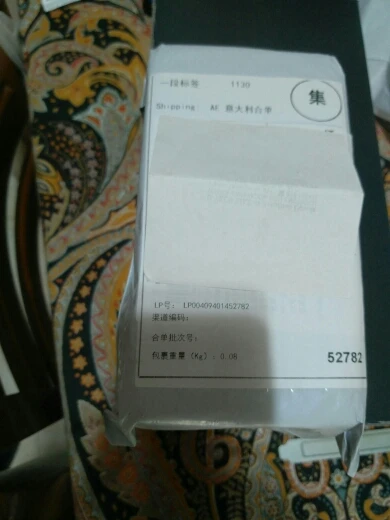 一段标签 1130
集
Shipping AE 意大利合单
LP号： LP00409401452782
渠道编码：
合单批次号：
包裹重量（Kg）：0.08
52782